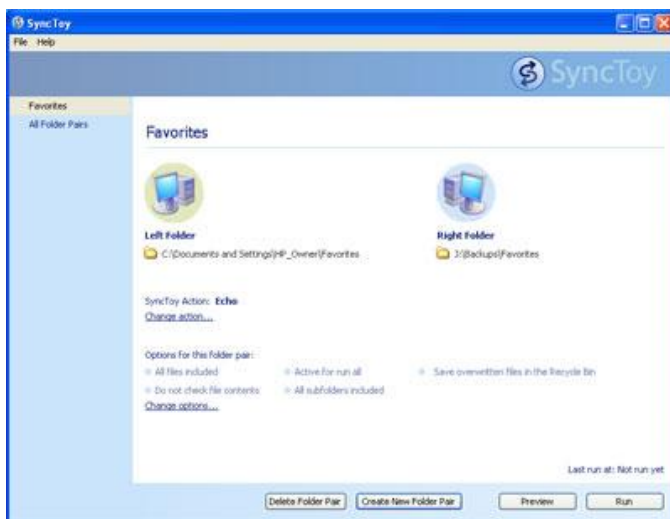 SyncToy
File Help
SyncToy
Favorites
All Folder Pairs
Favorites
Left Folder
Right Folder
C:\Documents and Settings\HP_Owner\Favorites
J:\Backups\Favorites
SyncToy Action: Echo
Change action...
Options for this folder pair:
All files included
Active for run all
Save overwritten files in the Recycle Bin
Do not check file contents
All subfolders included
Change options...
Last run at: Not run yet
Delete Folder Pair
Create New Folder Pair
Preview
Run